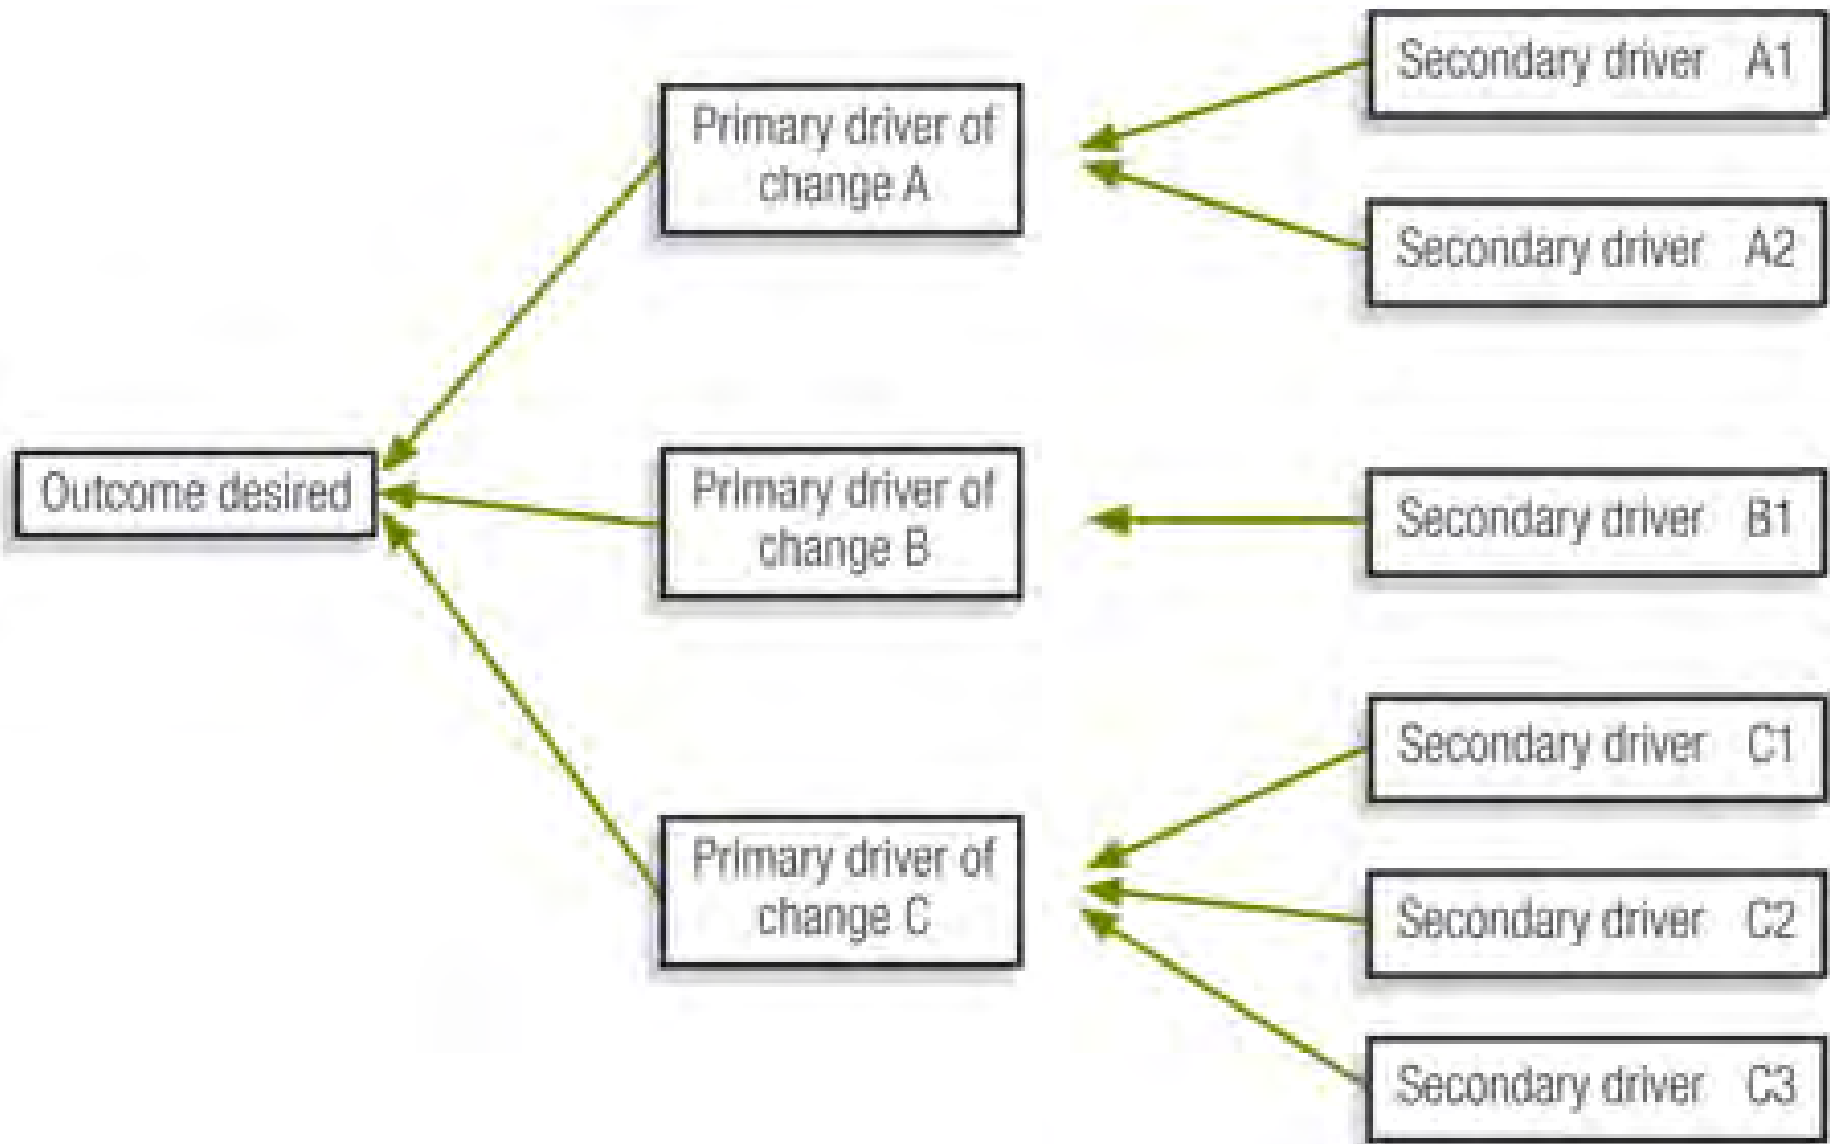 Secondary driver A1
Primary driver of
change A
Secondary driver A2
Outcome desired
Primary driver of
change B
Secondary driver B1
Secondary driver C1
Primary driver of
change C
Secondary driver C2
Secondary driver C3